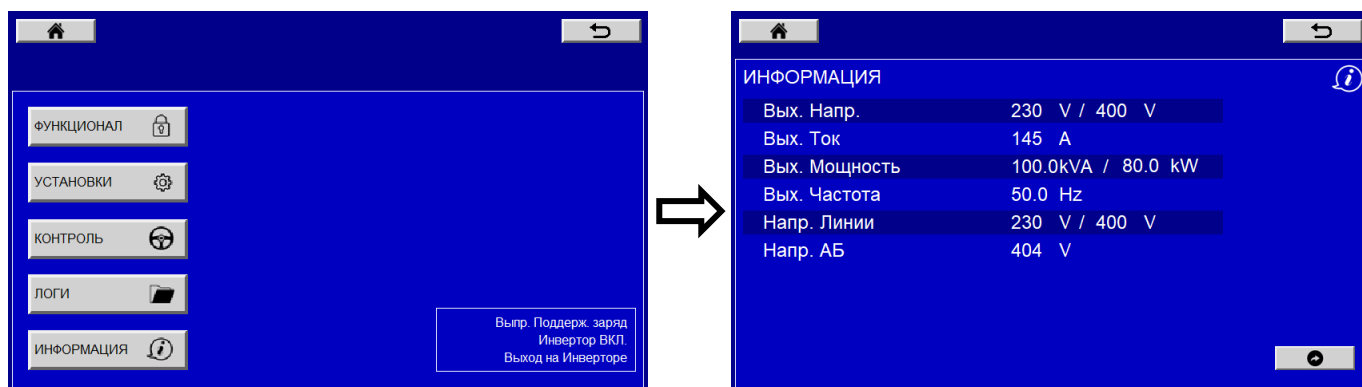 ФУНКЦИОНАЛ
УСТАНОВКИ
КОНТРОЛЬ
ЛОГИ
ИНФОРМАЦИЯ
Выпр. Поддерж. заряд
Инвертор ВКЛ.
Выход на Инверторе
ИНФОРМАЦИЯ
Вых. Напр. 230 V / 400 V
Вых. Ток 145 A
Вых. Мощность 100.0kVA / 80.0 kW
Вых. Частота 50.0 Hz
Напр. Линии 230 V / 400 V
Напр. АБ 404 V